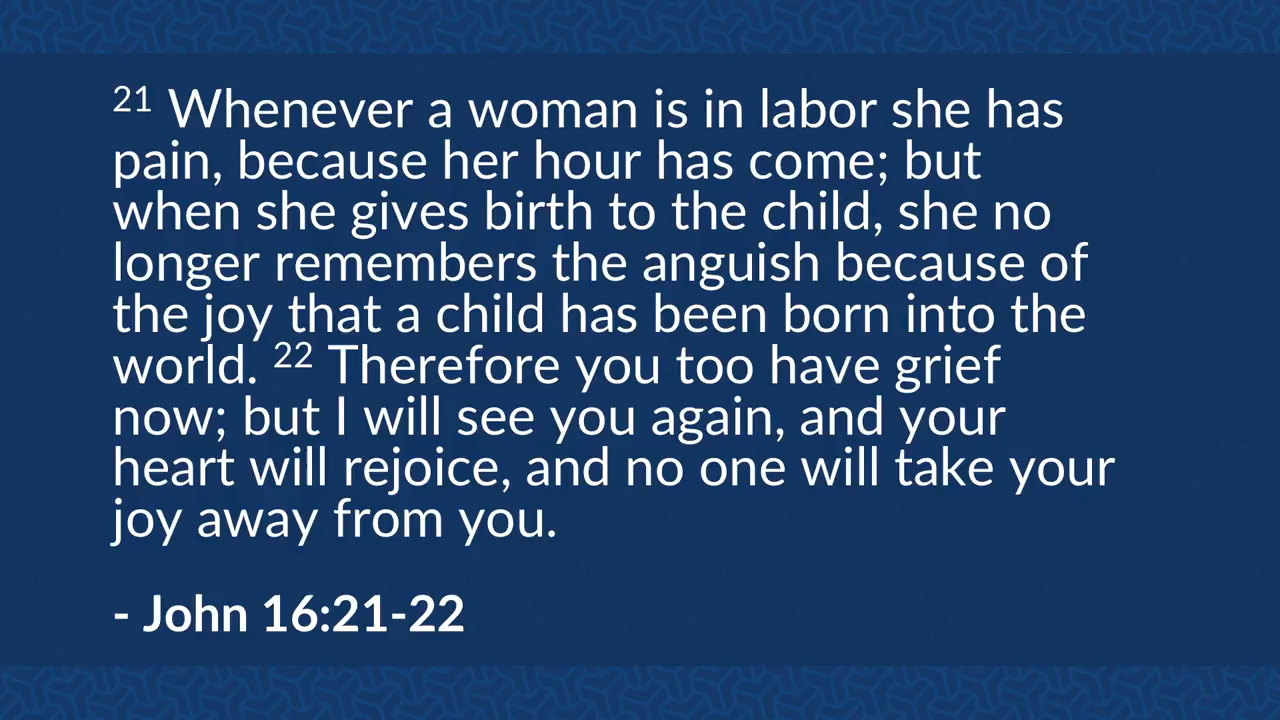 21 Whenever a woman is in labor she has
pain, because her hour has come; but
when she gives birth to the child, she no
longer remembers the anguish because of
the joy that a child has been born into the
world. 22 Therefore you too have grief
now; but I will see you again, and your
heart will rejoice, and no one will take your
joy away from you.
- John 16:21-22